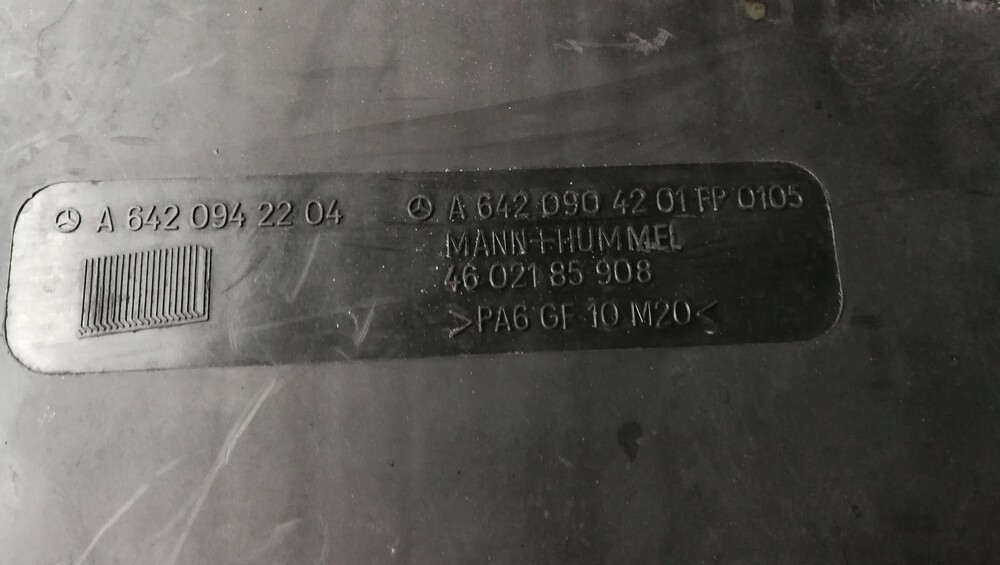 A 642 094 22 04
A 642 090 42 01 FP 0105
MANN+HUMMEL
46 021 85 908
>PA6 GF 10 M20<